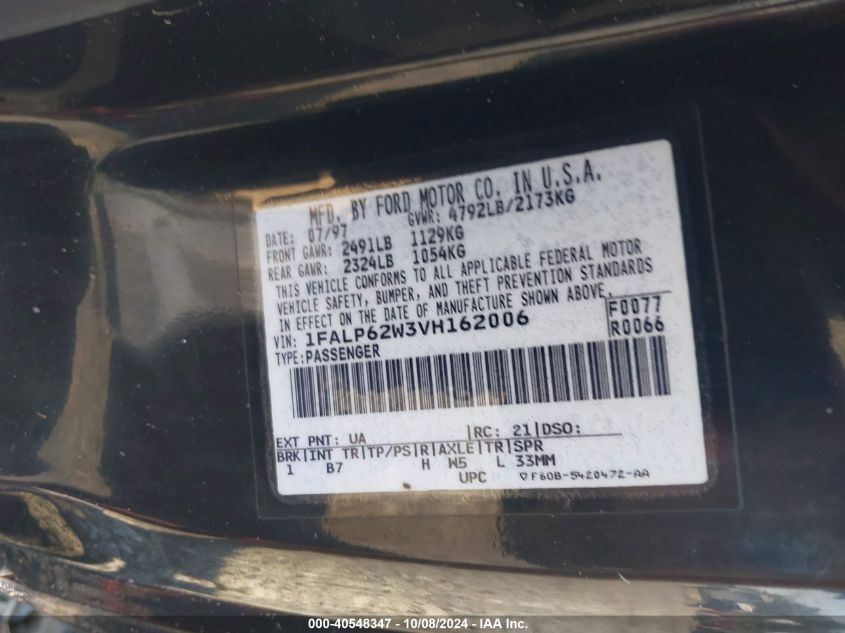 MFD. BY FORD MOTOR CO. IN U.S.A.
DATE: 07/97 GVWR: 4792LB/2173KG
FRONT GAWR: 2491LB 1129KG
REAR GAWR: 2324LB 1054KG
THIS VEHICLE CONFORMS TO ALL APPLICABLE FEDERAL MOTOR
VEHICLE SAFETY, BUMPER, AND THEFT PREVENTION STANDARDS
IN EFFECT ON THE DATE OF MANUFACTURE SHOWN ABOVE.
VIN: 1FALP62W3VH162006 F0077
TYPE: PASSENGER R0066
EXT PNT: UA |RC: 21|DSO:
BRK|INT TR|TP/PS|R|AXLE|TR|SPR
1 B7 H W5 L 33MM
UPC ▽F60B-5420472-AA
000-40548347 | 10/08/2024 - IAA Inc.